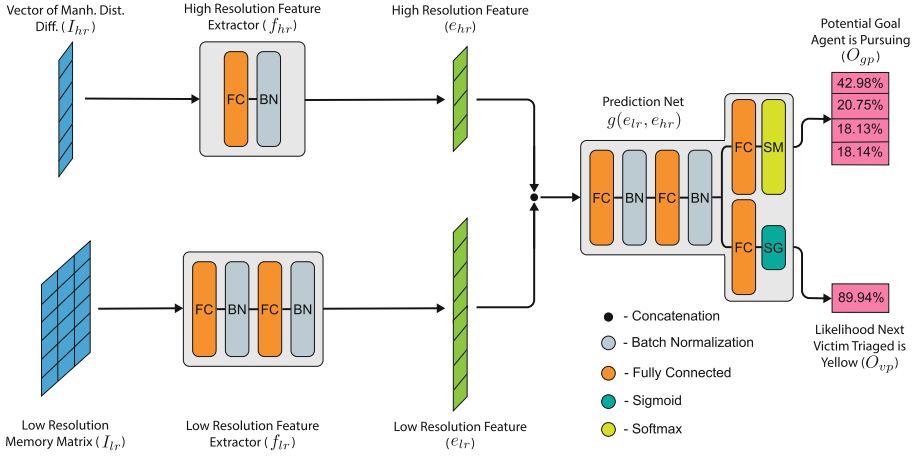 Vector of Manh. Dist.
Diff. (I_hr)
High Resolution Feature
Extractor (f_hr)
High Resolution Feature
(e_hr)
FC
BN
Prediction Net
g(e_lr, e_hr)
Potential Goal
Agent is Pursuing
(O_gp)
42.98%
20.75%
18.13%
18.14%
FC
SM
FC
BN
FC
BN
FC
SG
89.94%
Likelihood Next
Victim Triaged is
Yellow (O_vp)
FC
BN
FC
BN
Low Resolution
Memory Matrix (I_lr)
Low Resolution Feature
Extractor (f_lr)
Low Resolution Feature
(e_lr)
- Concatenation
- Batch Normalization
- Fully Connected
- Sigmoid
- Softmax